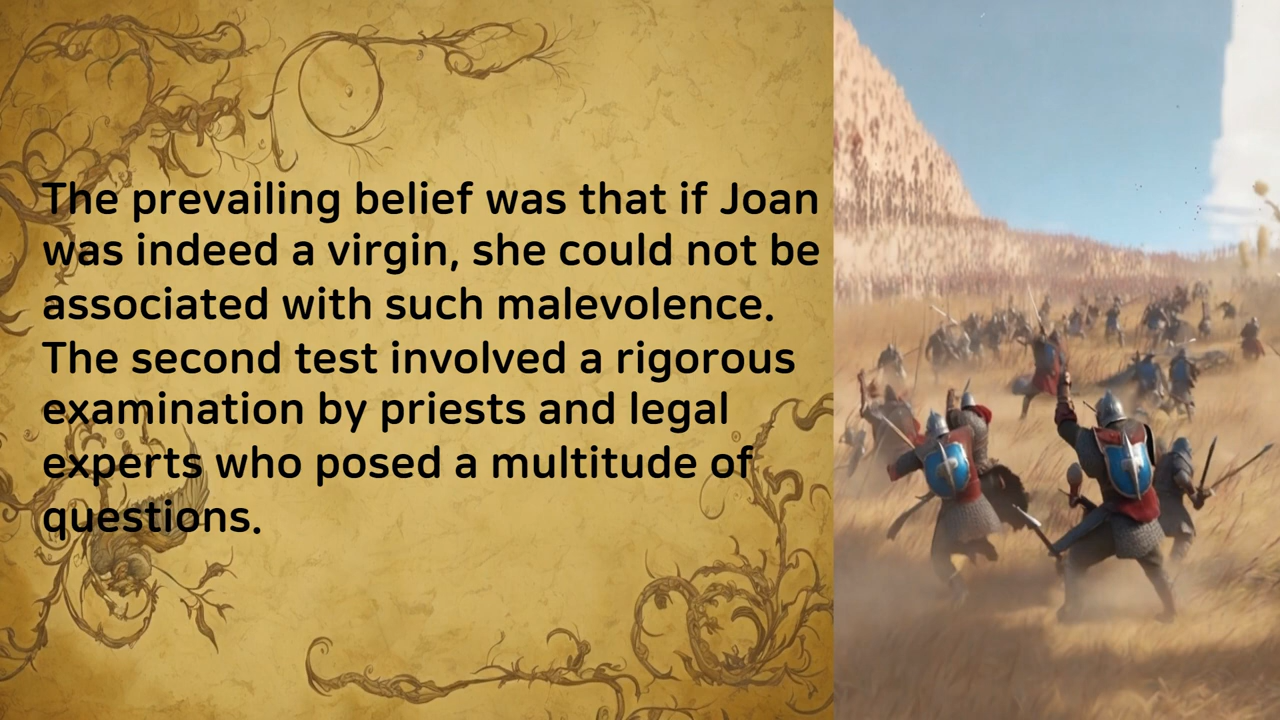 The prevailing belief was that if Joan
was indeed a virgin, she could not be
associated with such malevolence.
The second test involved a rigorous
examination by priests and legal
experts who posed a multitude of
questions.